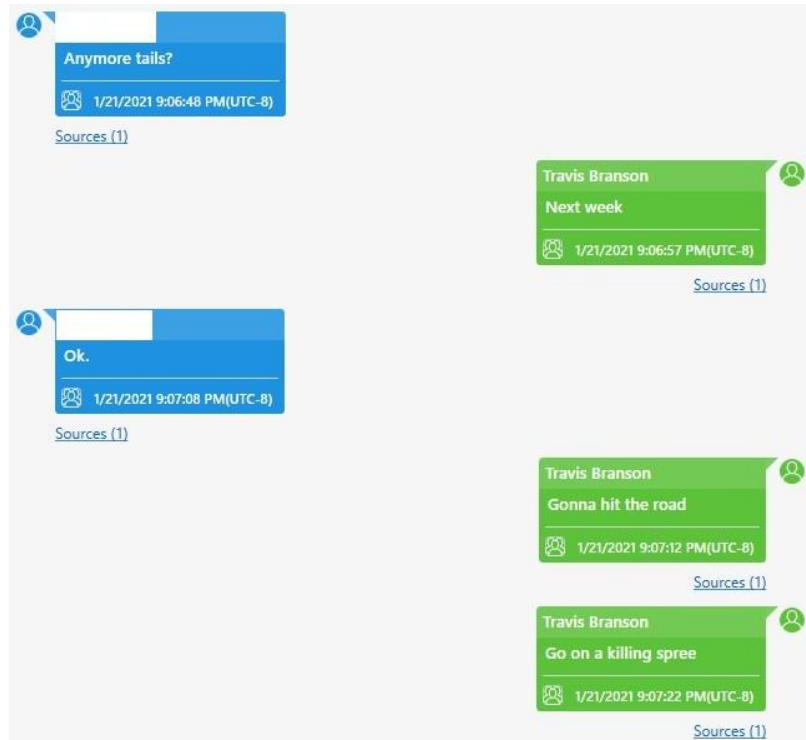 Anymore tails?
1/21/2021 9:06:48 PM(UTC-8)
Sources (1)
Travis Branson
Next week
1/21/2021 9:06:57 PM(UTC-8)
Sources (1)
Ok.
1/21/2021 9:07:08 PM(UTC-8)
Sources (1)
Travis Branson
Gonna hit the road
1/21/2021 9:07:12 PM(UTC-8)
Sources (1)
Travis Branson
Go on a killing spree
1/21/2021 9:07:22 PM(UTC-8)
Sources (1)